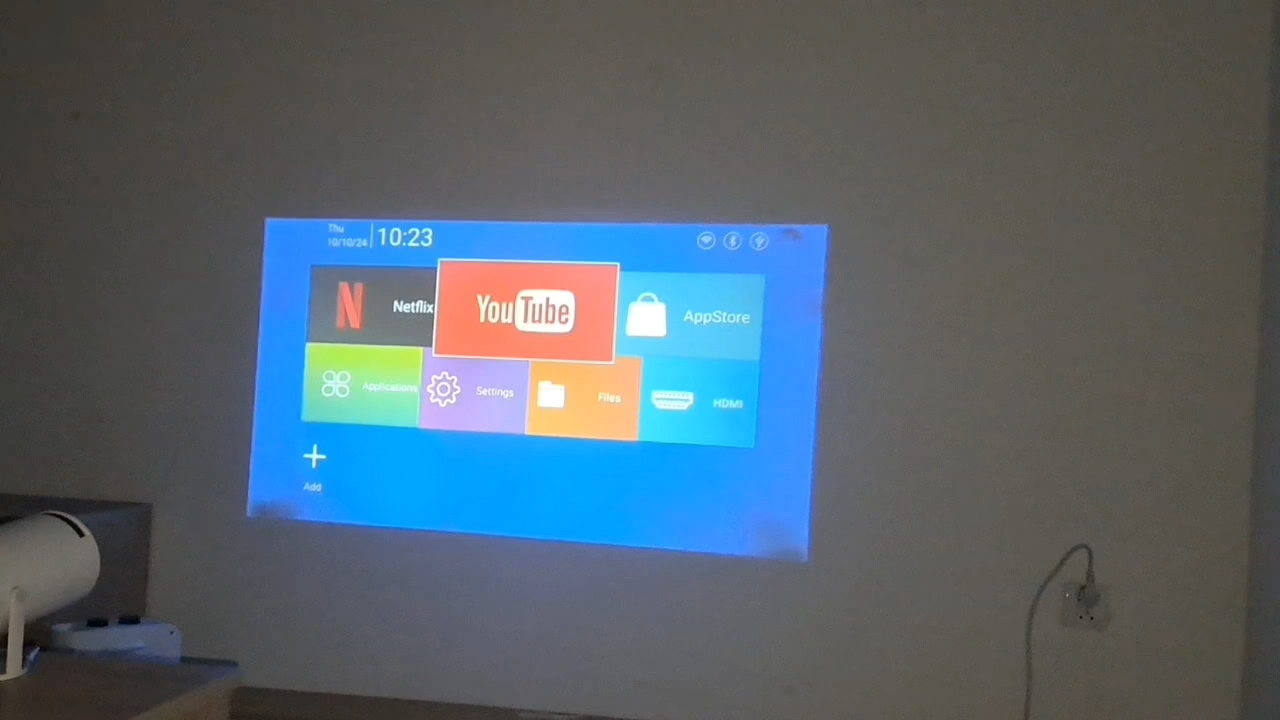 Thu
10/10/24
10:23
N Netflix
YouTube
AppStore
Applications
Settings
Files
HDMI
+
Add